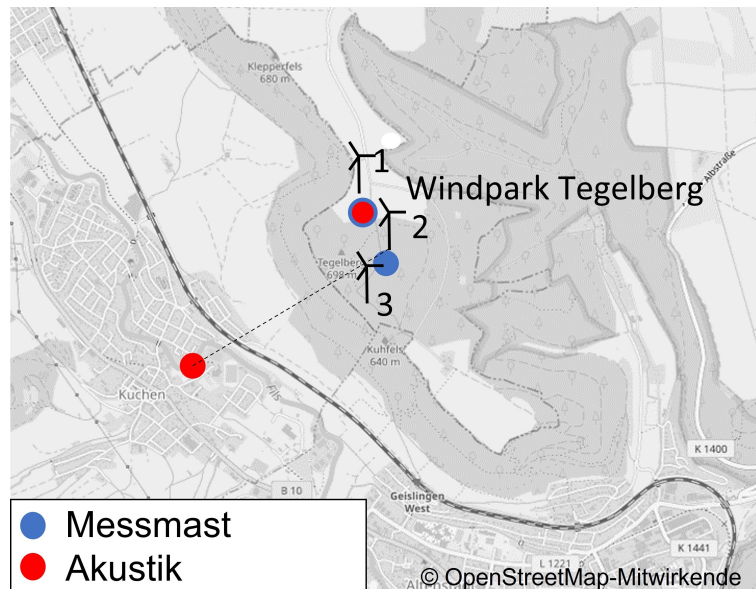 Klepperfels
680 m
1
Windpark Tegelberg
Albstraße
2
Tegelberg
698 m
3
Kuhfels
640 m
Kuchen
Fils
K 1400
B 10
Geislingen
West
Messmast
K 1441
L 1221
Akustik
Altenstadt
© OpenStreetMap-Mitwirkende